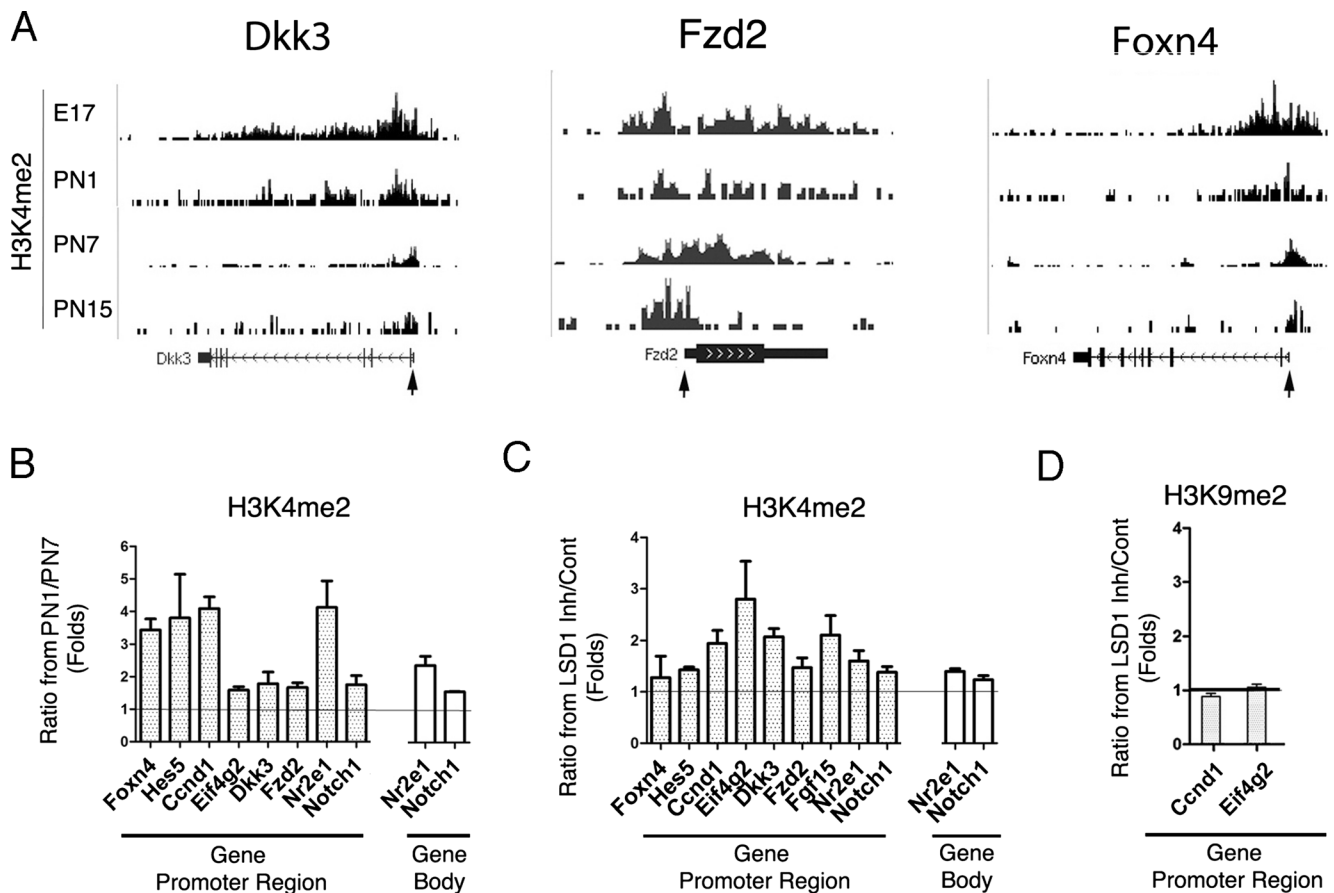 A
Dkk3
Fzd2
Foxn4
H3K4me2
E17
PN1
PN7
PN15
Dkk3
Fzd2
Foxn4
B
H3K4me2
Ratio from PN1/PN7
(Folds)
6
5
4
3
2
1
0
Foxn4
Hes5
Ccnd1
Eif4g2
Dkk3
Fzd2
Nr2e1
Notch1
Nr2e1
Notch1
Gene
Promoter Region
Gene
Body
C
H3K4me2
Ratio from LSD1 Inh/Cont
(Folds)
4
3
2
1
0
Foxn4
Hes5
Ccnd1
Eif4g2
Dkk3
Fzd2
Fgf15
Nr2e1
Notch1
Nr2e1
Notch1
Gene
Promoter Region
Gene
Body
D
H3K9me2
Ratio from LSD1 Inh/Cont
(Folds)
4
3
2
1
0
Ccnd1
Eif4g2
Gene
Promoter Region